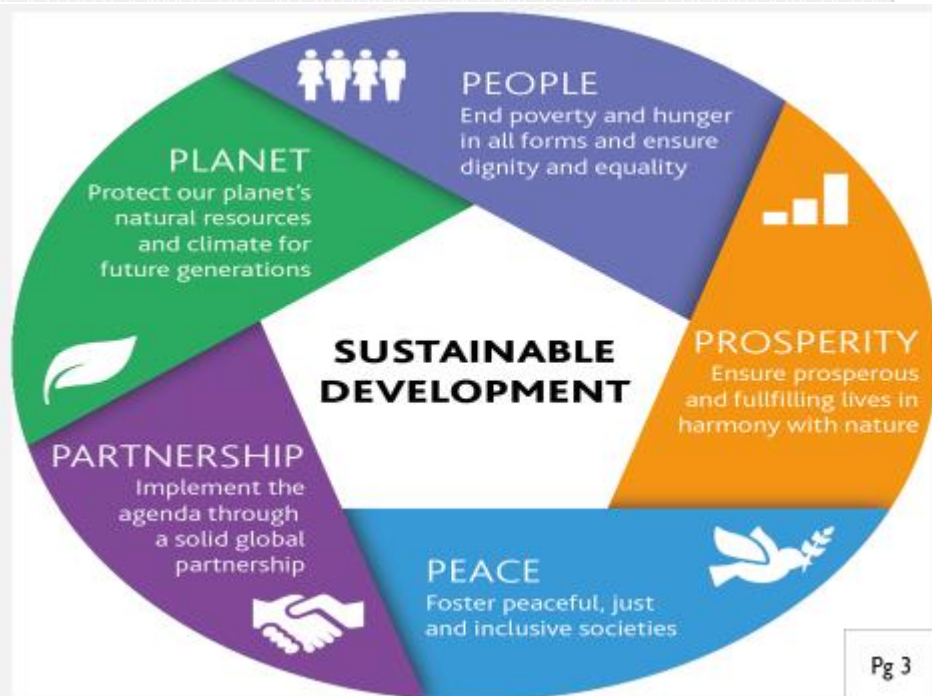 PEOPLE
End poverty and hunger
in all forms and ensure
dignity and equality
PROSPERITY
Ensure prosperous
and fullfilling lives in
harmony with nature
PEACE
Foster peaceful, just
and inclusive societies
PARTNERSHIP
Implement the
agenda through
a solid global
partnership
PLANET
Protect our planet's
natural resources
and climate for
future generations
SUSTAINABLE
DEVELOPMENT
Pg 3